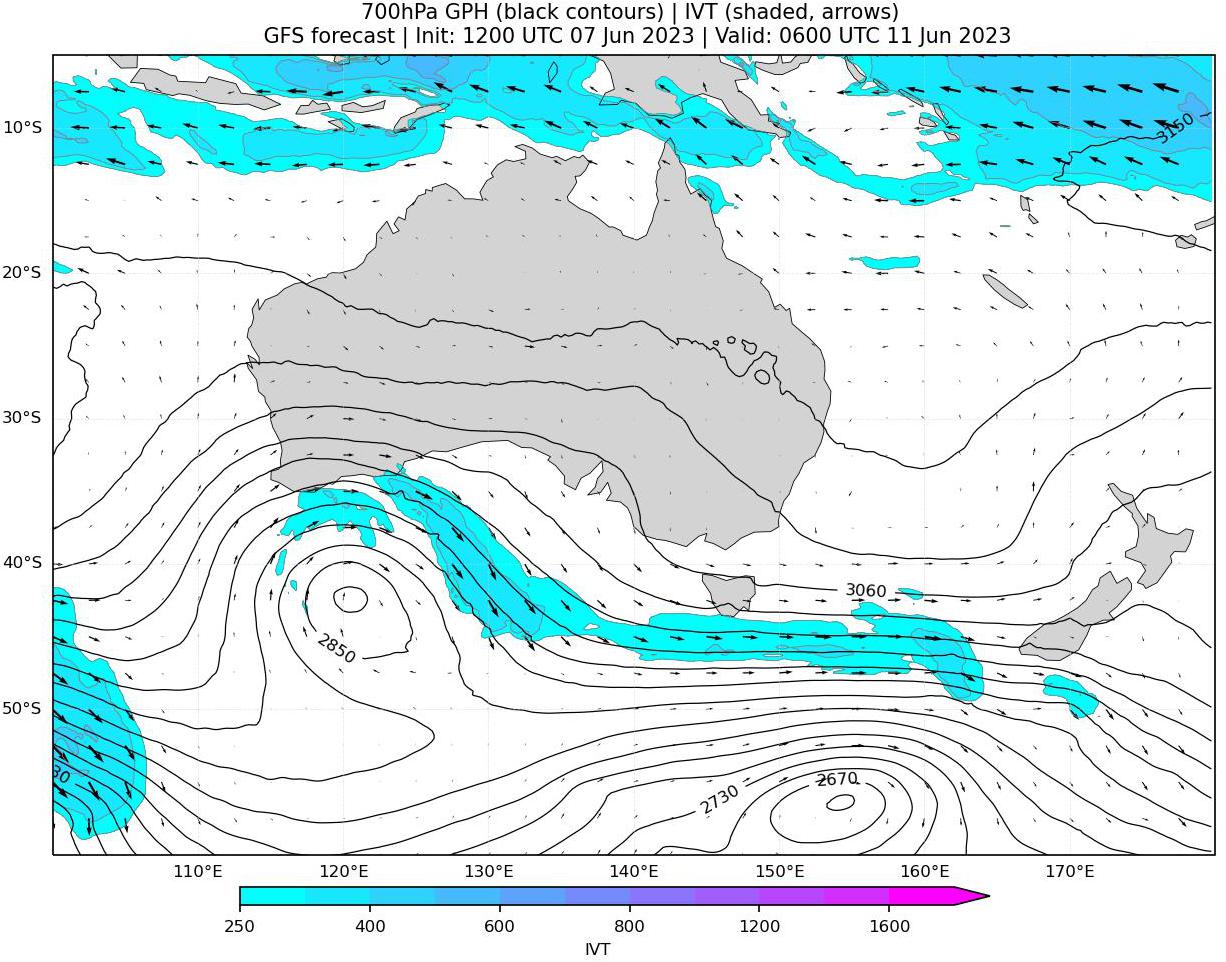 700hPa GPH (black contours) | IVT (shaded, arrows)
GFS forecast | Init: 1200 UTC 07 Jun 2023 | Valid: 0600 UTC 11 Jun 2023
10°S
3150
20°S
30°S
40°S
3060
2850
50°S
30
2730
2670
110°E 120°E 130°E 140°E 150°E 160°E 170°E
250 400 600 800 1200 1600
IVT